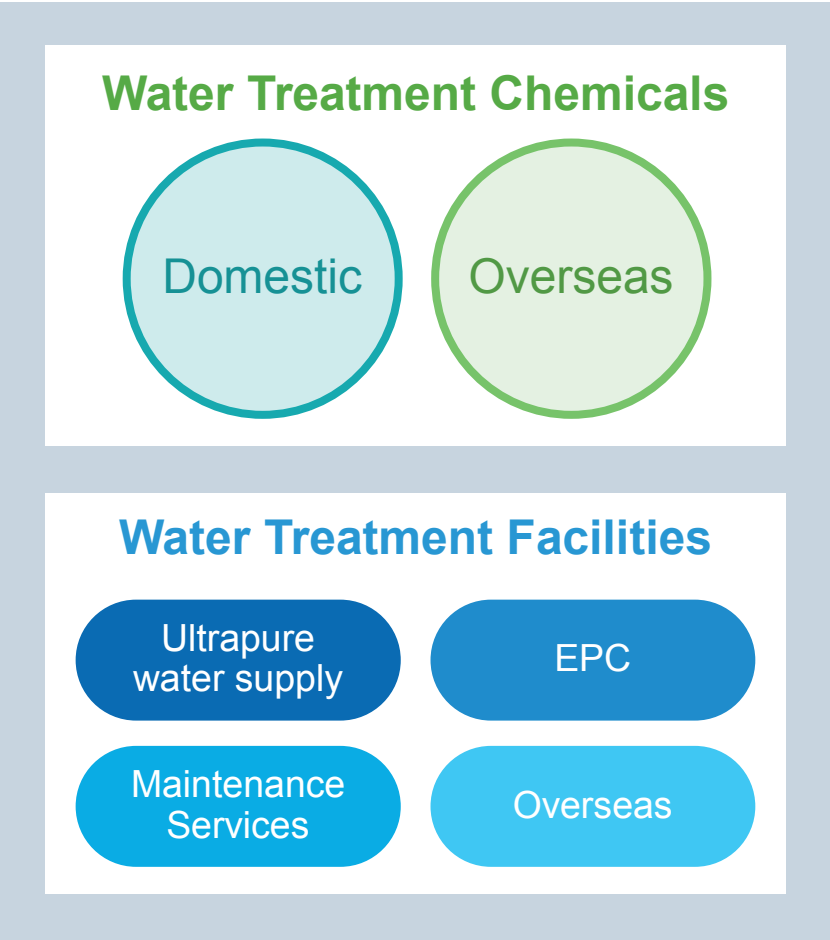 Water Treatment Chemicals
Domestic
Overseas
Water Treatment Facilities
Ultrapure
water supply
EPC
Maintenance
Services
Overseas